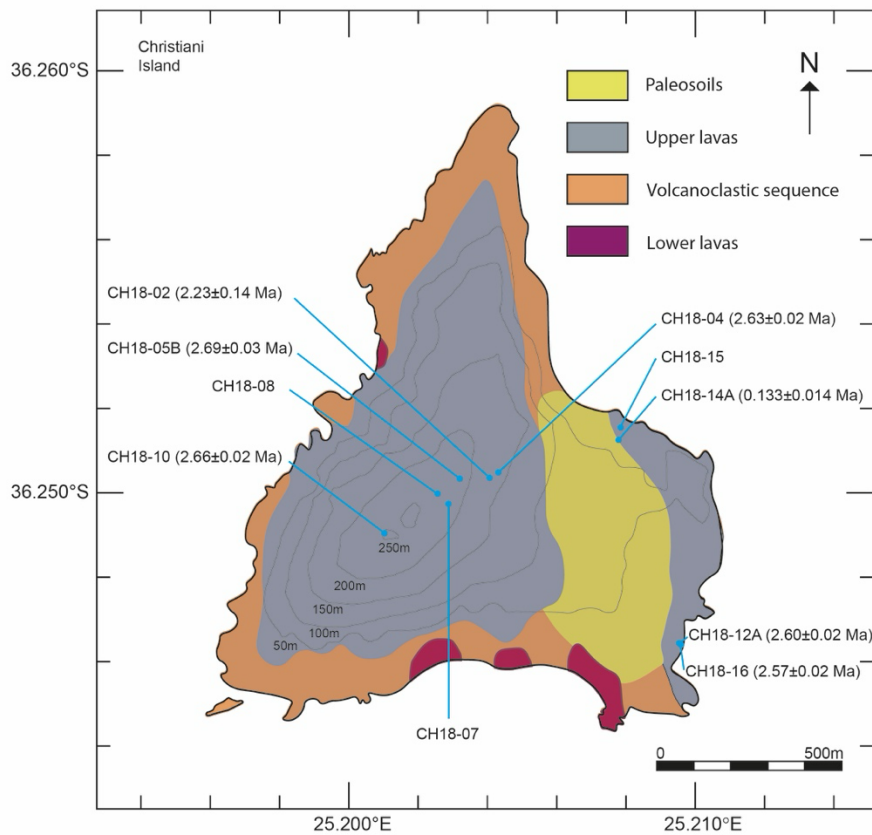 Christiani
Island
36.260°S
N
Paleosoils
Upper lavas
Volcanoclastic sequence
Lower lavas
CH18-02 (2.23±0.14 Ma)
CH18-04 (2.63±0.02 Ma)
CH18-05B (2.69±0.03 Ma)
CH18-15
CH18-08
CH18-14A (0.133±0.014 Ma)
CH18-10 (2.66±0.02 Ma)
36.250°S
250m
200m
150m
100m
50m
CH18-12A (2.60±0.02 Ma)
CH18-16 (2.57±0.02 Ma)
CH18-07
0 500m
25.200°E 25.210°E